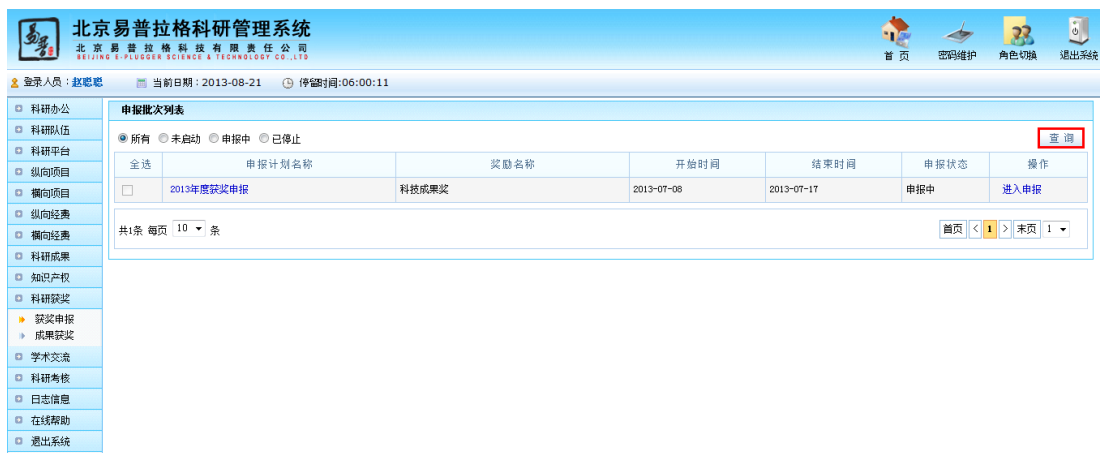 北京易普拉格科研管理系统
北京易普拉格科技有限责任公司
BEIJING E-PLUGGER SCIENCE & TECHNOLOGY CO.,LTD
首 页 密码维护 角色切换 退出系统
登录人员：赵聪聪 当前日期：2013-08-21 停留时间:06:00:11
科研办公
科研队伍
科研平台
纵向项目
横向项目
纵向经费
横向经费
科研成果
知识产权
科研获奖
获奖申报
成果获奖
学术交流
科研考核
日志信息
在线帮助
退出系统
申报批次列表
所有 未启动 申报中 已停止 查 询
全选 申报计划名称 奖励名称 开始时间 结束时间 申报状态 操作
2013年度获奖申报 科技成果奖 2013-07-08 2013-07-17 申报中 进入申报
共1条 每页 10 条 首页 < 1 > 末页 1